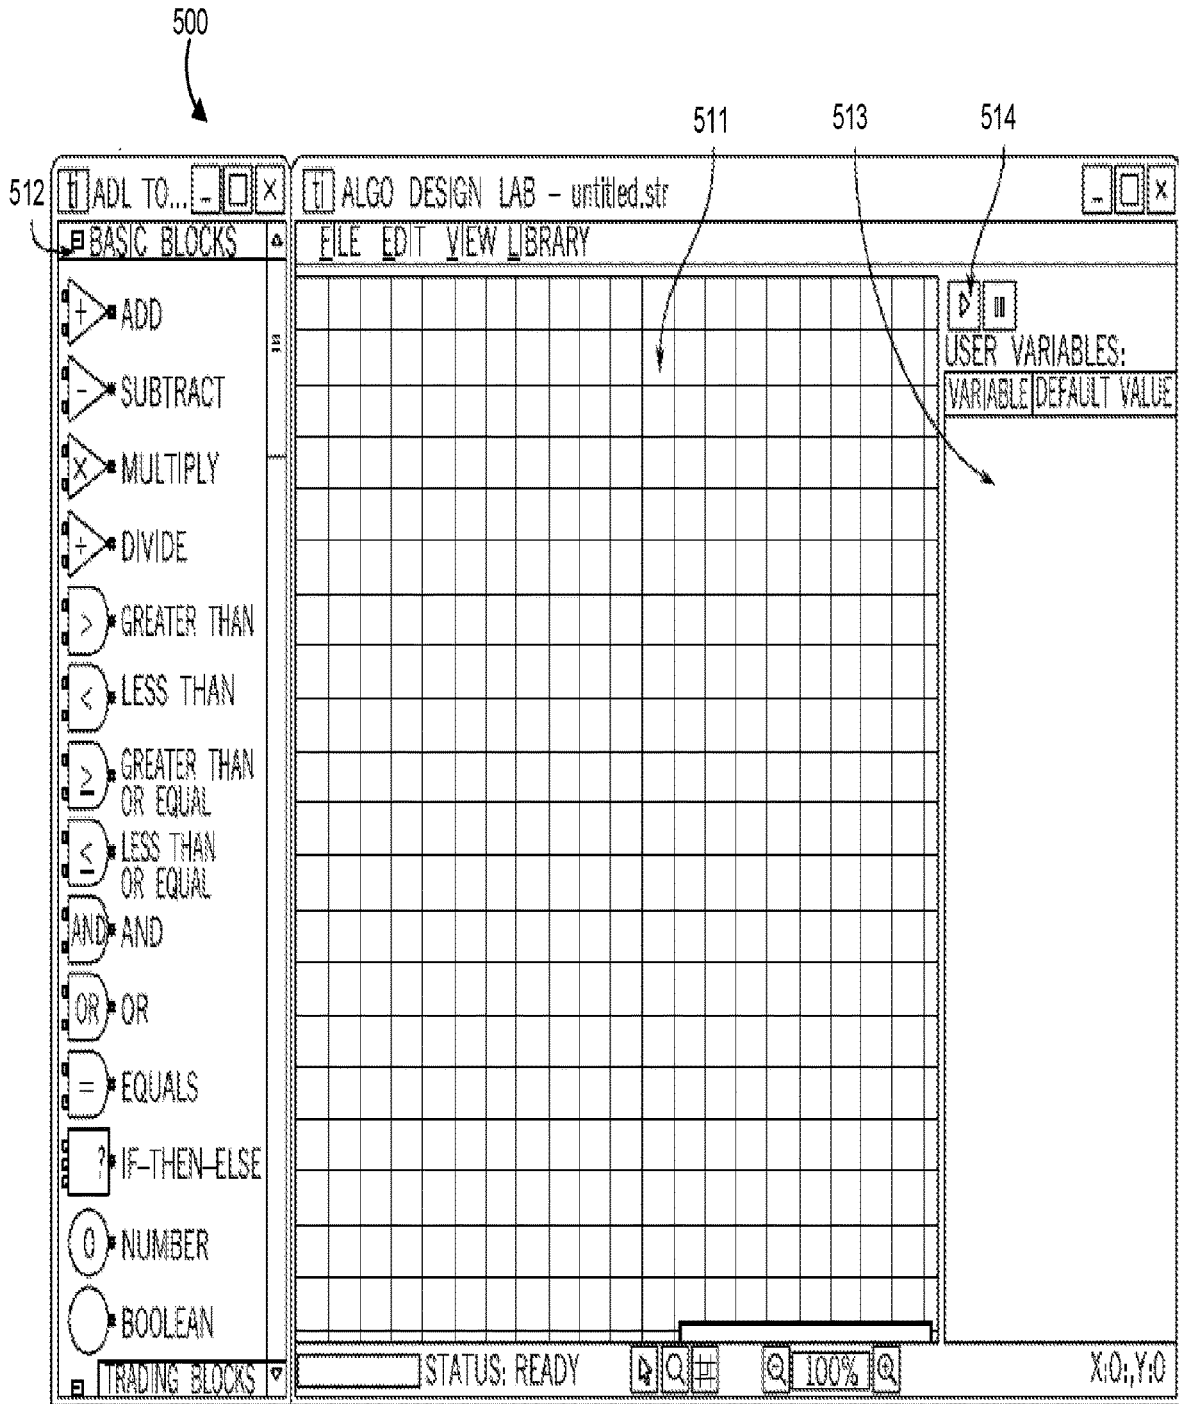 500
511 513 514
512
ti ADL TO...
BASIC BLOCKS
+ ADD
- SUBTRACT
X MULTIPLY
÷ DIVIDE
> GREATER THAN
< LESS THAN
≥ GREATER THAN
OR EQUAL
≤ LESS THAN
OR EQUAL
AND AND
OR OR
= EQUALS
? IF-THEN-ELSE
0 NUMBER
BOOLEAN
TRADING BLOCKS
ti ALGO DESIGN LAB - untitled.str
FILE EDIT VIEW LIBRARY
USER VARIABLES:
VARIABLE DEFAULT VALUE
STATUS: READY
100%
X:0:,Y:0